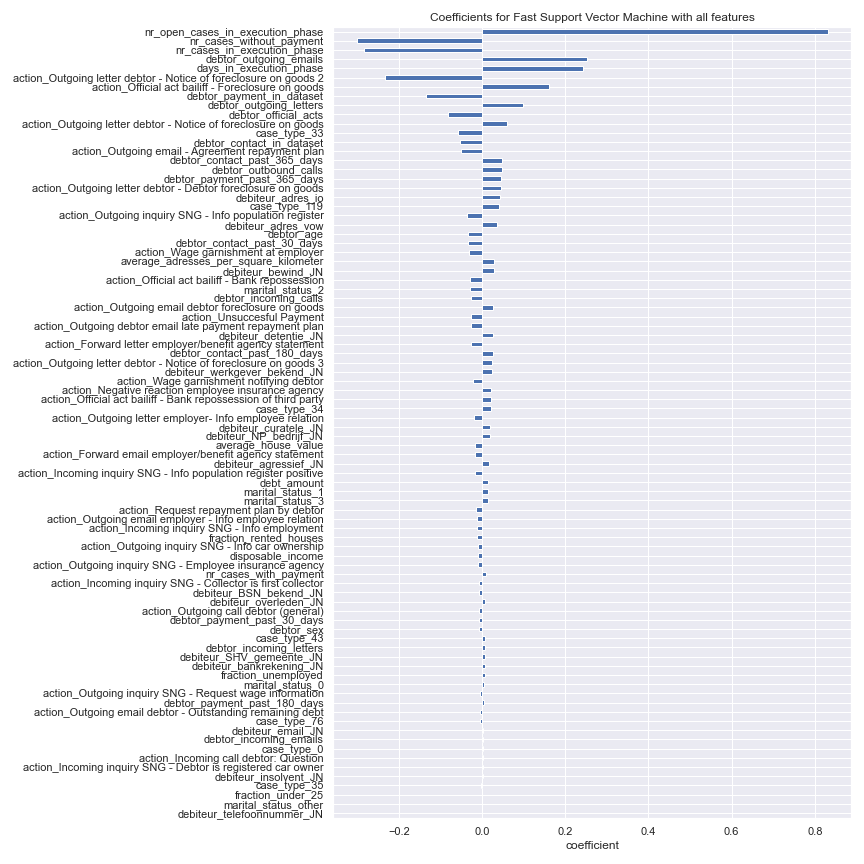 Coefficients for Fast Support Vector Machine with all features
nr_open_cases_in_execution_phase
nr_cases_without_payment
nr_cases_in_execution_phase
debtor_outgoing_emails
days_in_execution_phase
action_Outgoing letter debtor - Notice of foreclosure on goods 2
action_Official act bailiff - Foreclosure on goods
debtor_payment_in_dataset
debtor_outgoing_letters
debtor_official_acts
action_Outgoing letter debtor - Notice of foreclosure on goods
case_type_33
debtor_contact_in_dataset
action_Outgoing email - Agreement repayment plan
debtor_contact_past_365_days
debtor_outbound_calls
debtor_payment_past_365_days
action_Outgoing letter debtor - Debtor foreclosure on goods
debiteur_adres_jo
case_type_119
action_Outgoing inquiry SNG - Info population register
debiteur_adres_vow
debtor_age
debtor_contact_past_30_days
action_Wage garnishment at employer
average_adresses_per_square_kilometer
debiteur_bewind_JN
action_Official act bailiff - Bank repossession
marital_status_2
debtor_incoming_calls
action_Outgoing email debtor foreclosure on goods
action_Unsuccesful Payment
action_Outgoing debtor email late payment repayment plan
debiteur_detentie_JN
action_Forward letter employer/benefit agency statement
debtor_contact_past_180_days
action_Outgoing letter debtor - Notice of foreclosure on goods 3
debiteur_werkgever_bekend_JN
action_Wage garnishment notifying debtor
action_Negative reaction employee insurance agency
action_Official act bailiff - Bank repossession of third party
case_type_34
action_Outgoing letter employer- Info employee relation
debiteur_curatele_JN
debiteur_NP_bedrijf_JN
average_house_value
action_Forward email employer/benefit agency statement
debiteur_agressief_JN
action_Incoming inquiry SNG - Info population register positive
debt_amount
marital_status_1
marital_status_3
action_Request repayment plan by debtor
action_Outgoing email employer - Info employee relation
action_Incoming inquiry SNG - Info employment
fraction_rented_houses
action_Outgoing inquiry SNG - Info car ownership
disposable_income
action_Outgoing inquiry SNG - Employee insurance agency
nr_cases_with_payment
action_Incoming inquiry SNG - Collector is first collector
debiteur_BSN_bekend_JN
debiteur_overleden_JN
action_Outgoing call debtor (general)
debtor_payment_past_30_days
debtor_sex
case_type_43
debtor_incoming_letters
debiteur_SHV_gemeente_JN
debiteur_bankrekening_JN
fraction_unemployed
marital_status_0
action_Outgoing inquiry SNG - Request wage information
debtor_payment_past_180_days
action_Outgoing email debtor - Outstanding remaining debt
case_type_76
debiteur_email_JN
debtor_incoming_emails
case_type_0
action_Incoming call debtor: Question
action_Incoming inquiry SNG - Debtor is registered car owner
debiteur_insolvent_JN
case_type_35
fraction_under_25
marital_status_other
debiteur_telefoonnummer_JN
−0.2 0.0 0.2 0.4 0.6 0.8
coefficient